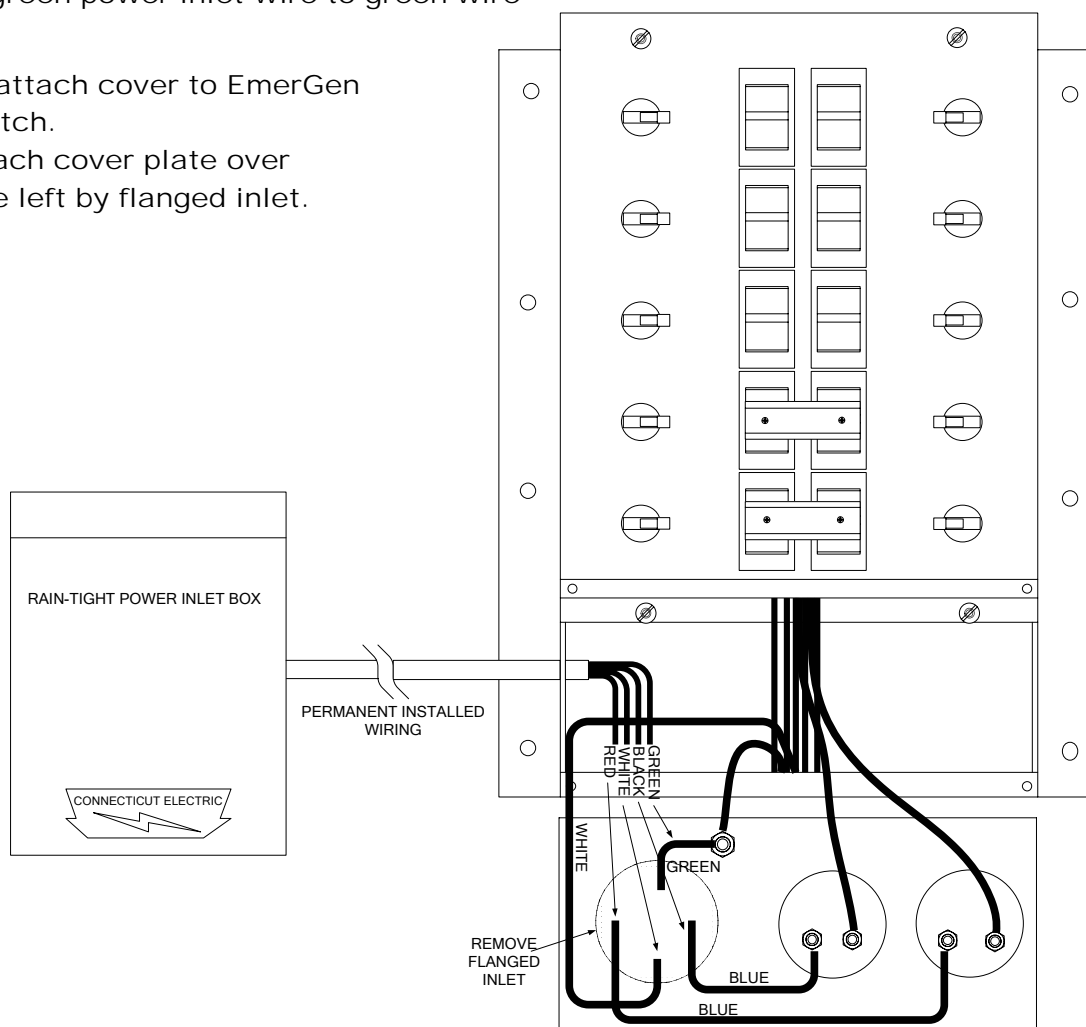 green power inlet wire to green wire
attach cover to EmerGen
tch.
ach cover plate over
e left by flanged inlet.
RAIN-TIGHT POWER INLET BOX
PERMANENT INSTALLED
WIRING
CONNECTICUT ELECTRIC
RED
WHITE
BLACK
GREEN
WHITE
GREEN
REMOVE
FLANGED
INLET
BLUE
BLUE